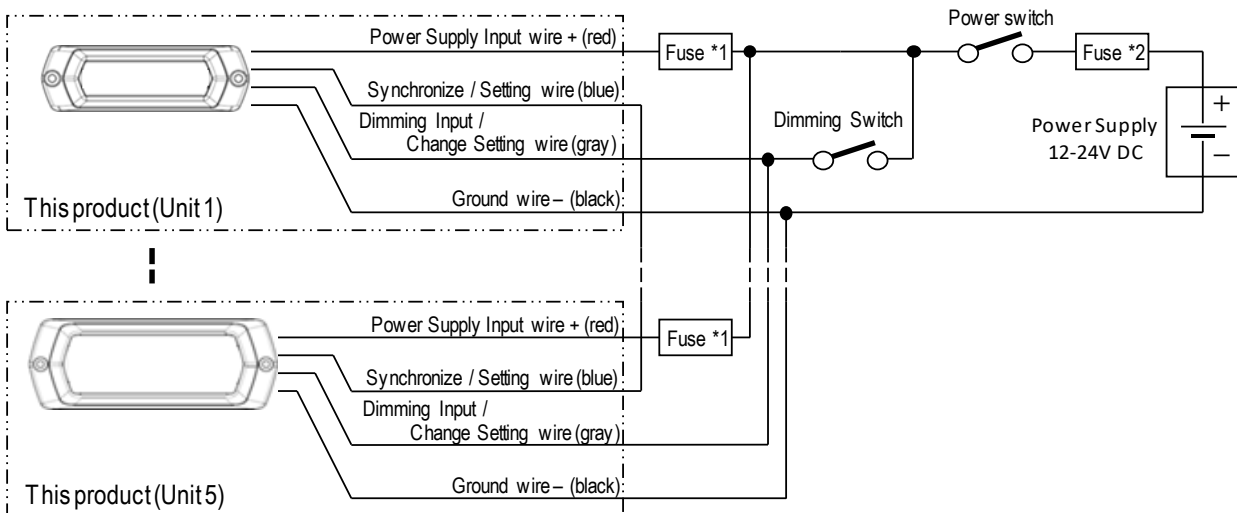 Power switch
Power Supply Input wire + (red)
Fuse *1
Fuse *2
Synchronize / Setting wire (blue)
Dimming Input /
Change Setting wire (gray)
Dimming Switch
+
Power Supply
12-24V DC
−
Ground wire – (black)
This product (Unit 1)
Power Supply Input wire + (red)
Fuse *1
Synchronize / Setting wire (blue)
Dimming Input /
Change Setting wire (gray)
Ground wire – (black)
This product (Unit 5)